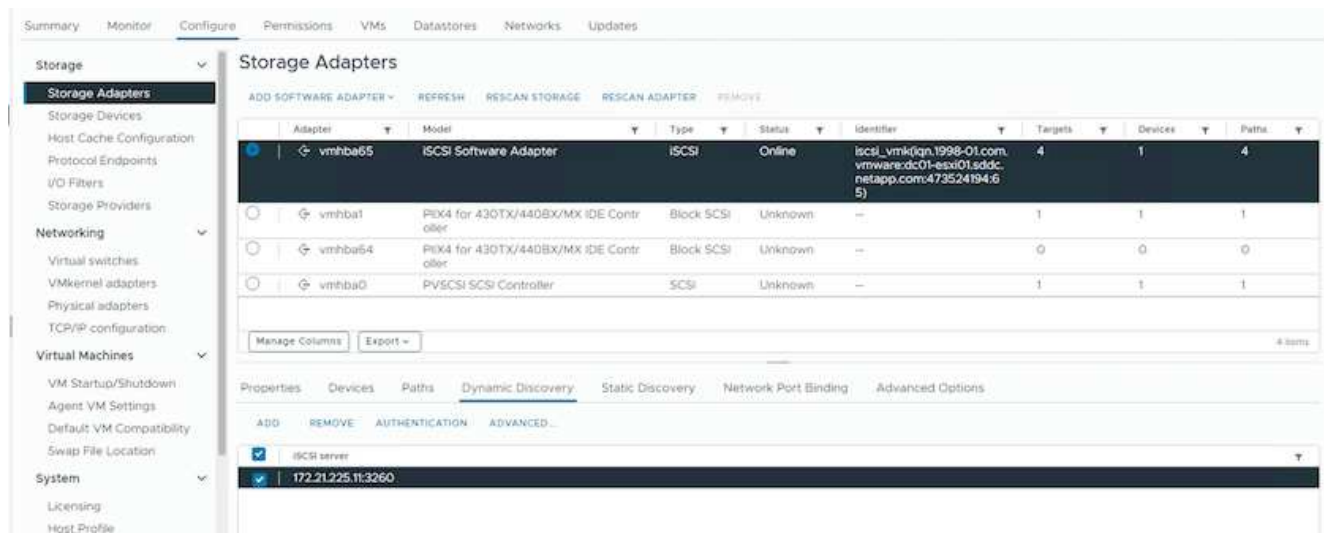 Summary Monitor Configure Permissions VMs Datastores Networks Updates
Storage
Storage Adapters
Storage Devices
Host Cache Configuration
Protocol Endpoints
I/O Filters
Storage Providers
Networking
Virtual switches
VMkernel adapters
Physical adapters
TCP/IP configuration
Virtual Machines
VM Startup/Shutdown
Agent VM Settings
Default VM Compatibility
Swap File Location
System
Licensing
Host Profile
Storage Adapters
ADD SOFTWARE ADAPTER REFRESH RESCAN STORAGE RESCAN ADAPTER REMOVE
Adapter Model Type Status Identifier Targets Devices Paths
vmhba65 iSCSI Software Adapter iSCSI Online iscsi_vmk(iqn.1998-01.com. 4 1 4
vmware:dc01-esxi01.sddc.
netapp.com:473524194:6
5)
vmhba1 PIIX4 for 430TX/440BX/MX IDE Contr Block SCSI Unknown -- 1 1 1
oller
vmhba64 PIIX4 for 430TX/440BX/MX IDE Contr Block SCSI Unknown -- 0 0 0
oller
vmhba0 PVSCSI SCSI Controller SCSI Unknown -- 1 1 1
Manage Columns Export 4 items
Properties Devices Paths Dynamic Discovery Static Discovery Network Port Binding Advanced Options
ADD REMOVE AUTHENTICATION ADVANCED...
iSCSI server
172.21.225.11:3260